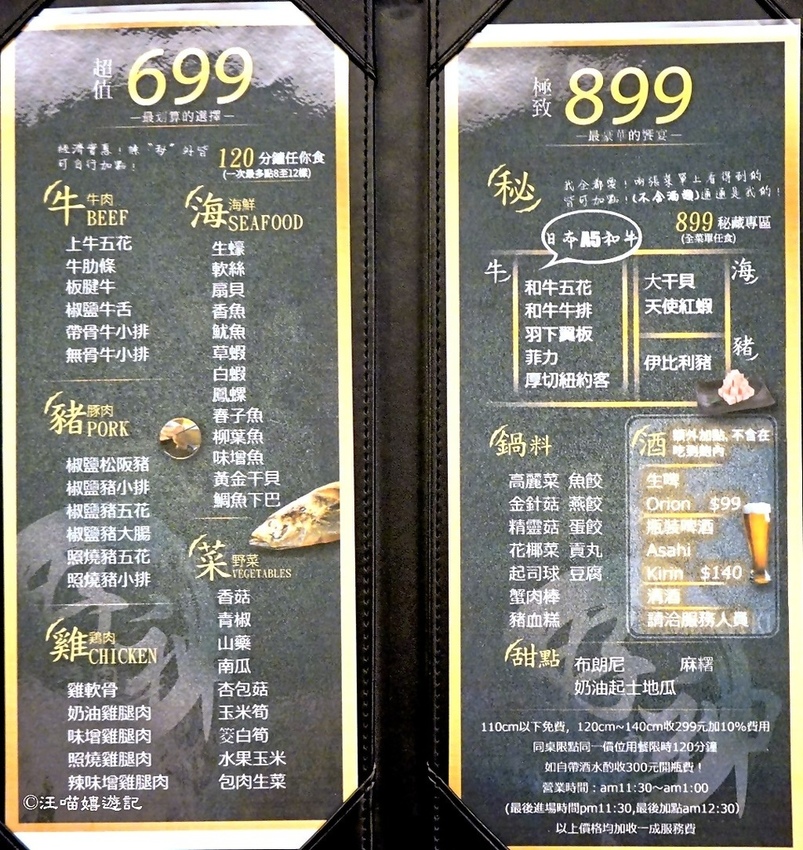 超值 699
—最划算的選擇—
經濟實惠!除“秘”外皆
可自行加點!
120 分鐘任你食
(一次最多點8至12樣)
牛 牛肉 BEEF
上牛五花
牛肋條
板腱牛
椒鹽牛舌
帶骨牛小排
無骨牛小排
豬 豚肉 PORK
椒鹽松阪豬
椒鹽豬小排
椒鹽豬五花
椒鹽豬大腸
照燒豬五花
照燒豬小排
雞 鶏肉 CHICKEN
雞軟骨
奶油雞腿肉
味增雞腿肉
照燒雞腿肉
辣味增雞腿肉
海 海鮮 SEAFOOD
生蠔
軟絲
扇貝
香魚
魷魚
草蝦
白蝦
鳳螺
春子魚
柳葉魚
味增魚
黃金干貝
鯛魚下巴
菜 野菜 VEGETABLES
香菇
青椒
山藥
南瓜
杏包菇
玉米筍
筊白筍
水果玉米
包肉生菜
©汪喵嬉遊記
極致 899
—最豪華的饗宴—
秘
我全都要!兩張菜單上看得到的
皆可加點!(不含酒類)通通是我的!
899 秘藏專區
(全菜單任食)
日本A5和牛
牛
和牛五花
和牛牛排
羽下翼板
菲力
厚切紐約客
海
大干貝
天使紅蝦
豬
伊比利豬
鍋料
高麗菜 魚餃
金針菇 燕餃
精靈菇 蛋餃
花椰菜 貢丸
起司球 豆腐
蟹肉棒
豬血糕
酒 額外加點,不含在
吃到飽內
生啤
Orion $99
瓶裝啤酒
Asahi
Kirin $140
清酒
請洽服務人員
甜點 布朗尼 麻糬
奶油起士地瓜
110cm以下免費，120cm~140cm收299元加10%費用
同桌限點同一價位用餐限時120分鐘
如自帶酒水酌收300元開瓶費！
營業時間：am11:30～am1:00
(最後進場時間pm11:30,最後加點am12:30)
以上價格均加收一成服務費